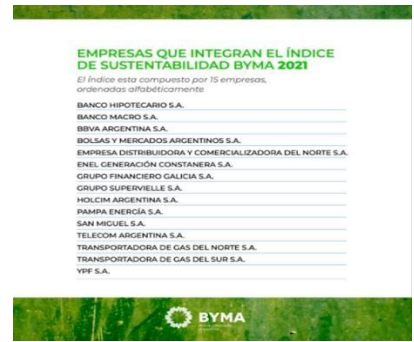 EMPRESAS QUE INTEGRAN EL ÍNDICE
DE SUSTENTABILIDAD BYMA 2021
El índice esta compuesto por 15 empresas,
ordenadas alfabéticamente
BANCO HIPOTECARIO S.A.
BANCO MACRO S.A.
BBVA ARGENTINA S.A.
BOLSAS Y MERCADOS ARGENTINOS S.A.
EMPRESA DISTRIBUIDORA Y COMERCIALIZADORA DEL NORTE S.A.
ENEL GENERACIÓN COSTANERA S.A.
GRUPO FINANCIERO GALICIA S.A.
GRUPO SUPERVIELLE S.A.
HOLCIM ARGENTINA S.A.
PAMPA ENERGÍA S.A.
SAN MIGUEL S.A.
TELECOM ARGENTINA S.A.
TRANSPORTADORA DE GAS DEL NORTE S.A.
TRANSPORTADORA DE GAS DEL SUR S.A.
YPF S.A.
BYMA